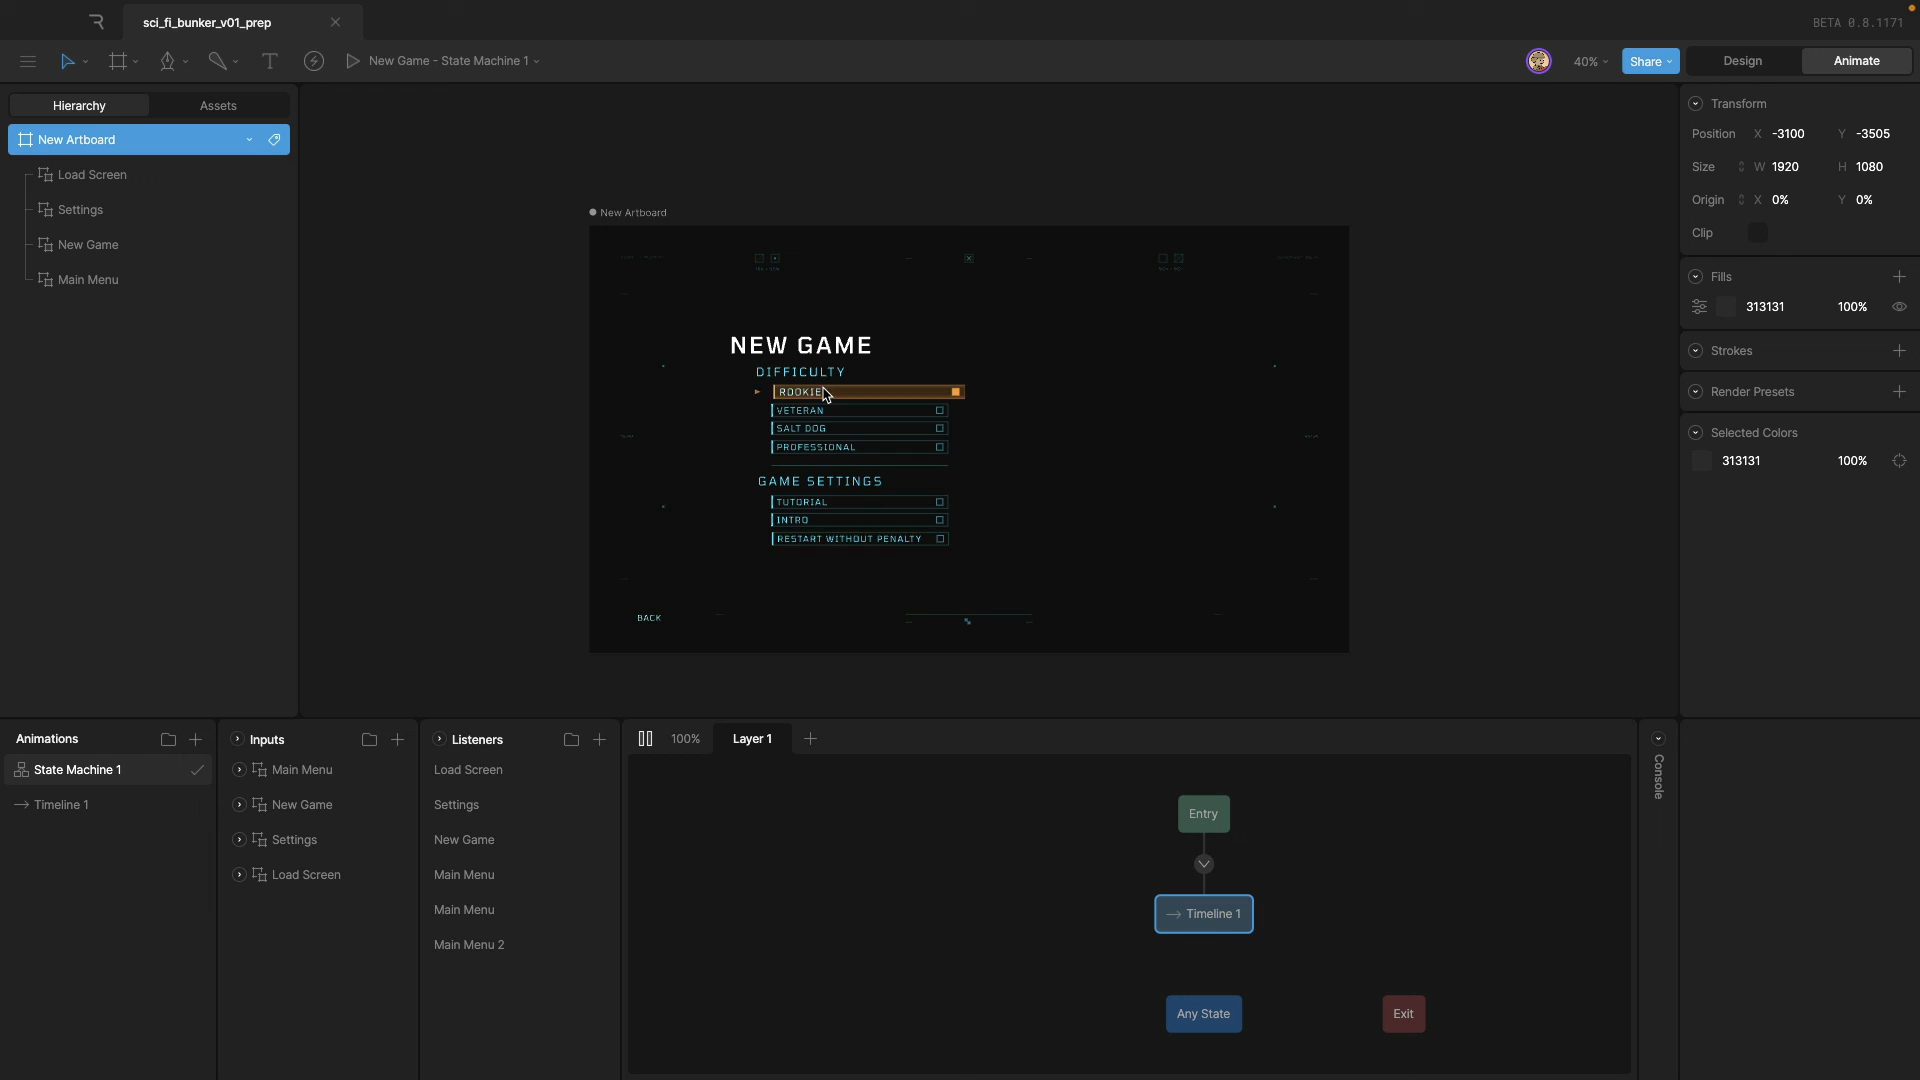 sci_fi_bunker_v01_prep
BETA 0.8.1171
New Game - State Machine 1
40%
Share
Design
Animate
Hierarchy
Assets
New Artboard
Load Screen
Settings
New Game
Main Menu
New Artboard
NEW GAME
DIFFICULTY
ROOKIE
VETERAN
SALT DOG
PROFESSIONAL
GAME SETTINGS
TUTORIAL
INTRO
RESTART WITHOUT PENALTY
BACK
Transform
Position X -3100 Y -3505
Size W 1920 H 1080
Origin X 0% Y 0%
Clip
Fills
313131 100%
Strokes
Render Presets
Selected Colors
313131 100%
Animations
State Machine 1
Timeline 1
Inputs
Main Menu
New Game
Settings
Load Screen
Listeners
Load Screen
Settings
New Game
Main Menu
Main Menu
Main Menu 2
100%
Layer 1
Entry
Timeline 1
Any State
Exit
Console